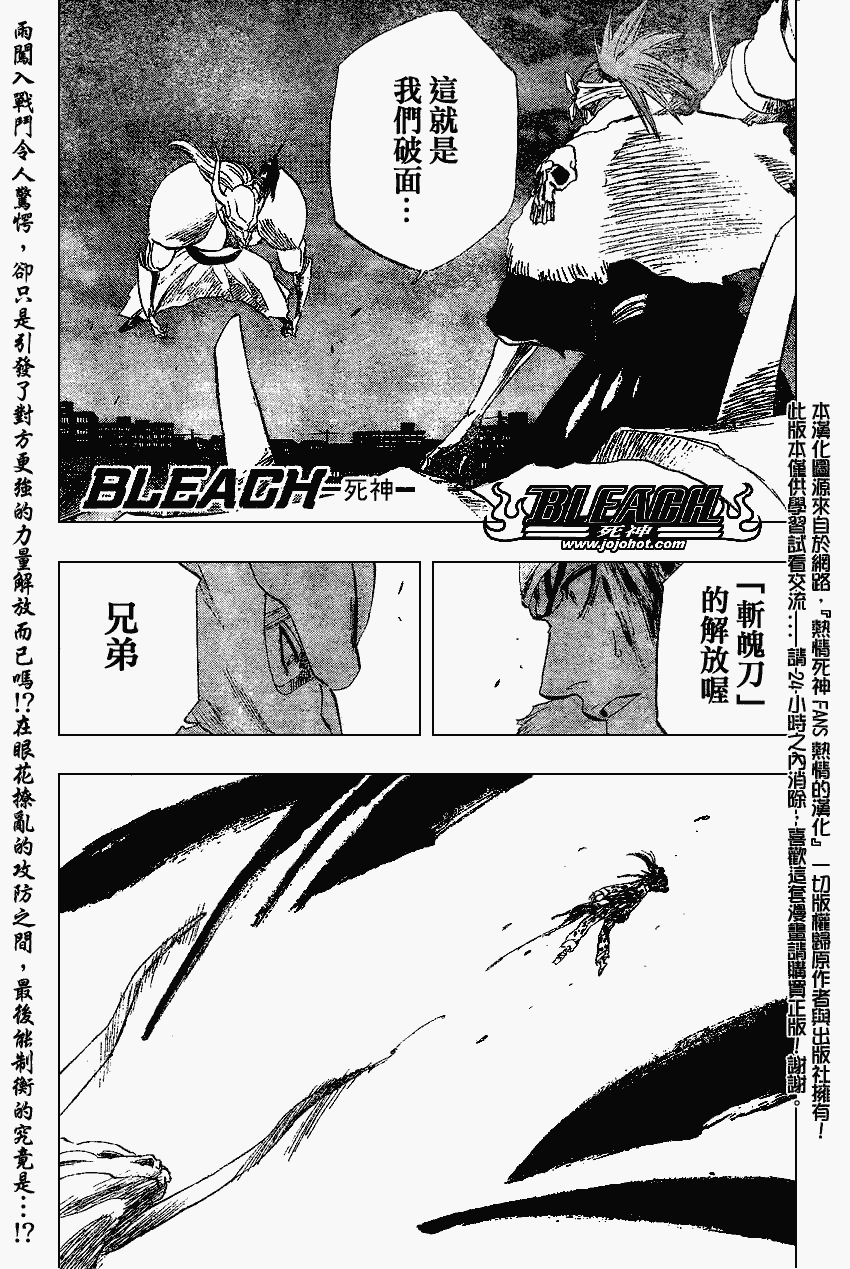 這就是
我們破面…
BLEACH—死神—
BLEACH
死神
www.jojohot.com
「斬魄刀」
的解放喔
兄弟
本漢化圖源來自於網路，『熱情死神 FANS 熱情的漢化』一切版權歸原作者與出版社擁有！
此版本僅供學習試看交流……請24小時之內消除…喜歡這套漫畫請購買正版！謝謝。
雨闖入戰鬥令人驚愕，卻只是引發了對方更強的力量解放而已嗎!?在眼花撩亂的攻防之間，最後能制衡的究竟是…!?